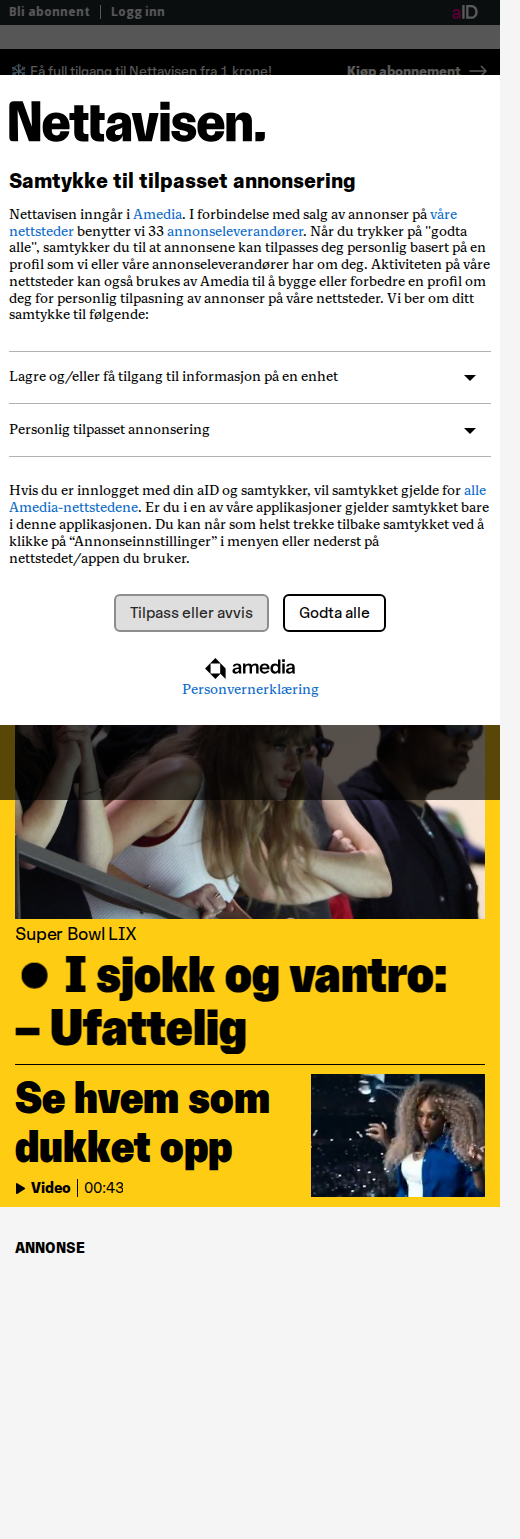 Bli abonnent | Logg inn
aID
Få full tilgang til Nettavisen fra 1 krone!
Kjøp abonnement →
Nettavisen.
Samtykke til tilpasset annonsering
Nettavisen inngår i Amedia. I forbindelse med salg av annonser på våre
nettsteder benytter vi 33 annonseleverandører. Når du trykker på "godta
alle", samtykker du til at annonsene kan tilpasses deg personlig basert på en
profil som vi eller våre annonseleverandører har om deg. Aktiviteten på våre
nettsteder kan også brukes av Amedia til å bygge eller forbedre en profil om
deg for personlig tilpasning av annonser på våre nettsteder. Vi ber om ditt
samtykke til følgende:
Lagre og/eller få tilgang til informasjon på en enhet
Personlig tilpasset annonsering
Hvis du er innlogget med din aID og samtykker, vil samtykket gjelde for alle
Amedia-nettstedene. Er du i en av våre applikasjoner gjelder samtykket bare
i denne applikasjonen. Du kan når som helst trekke tilbake samtykket ved å
klikke på “Annonseinnstillinger” i menyen eller nederst på
nettstedet/appen du bruker.
Tilpass eller avvis
Godta alle
amedia
Personvernerklæring
Super Bowl LIX
● I sjokk og vantro:
– Ufattelig
Se hvem som
dukket opp
Video | 00:43
ANNONSE